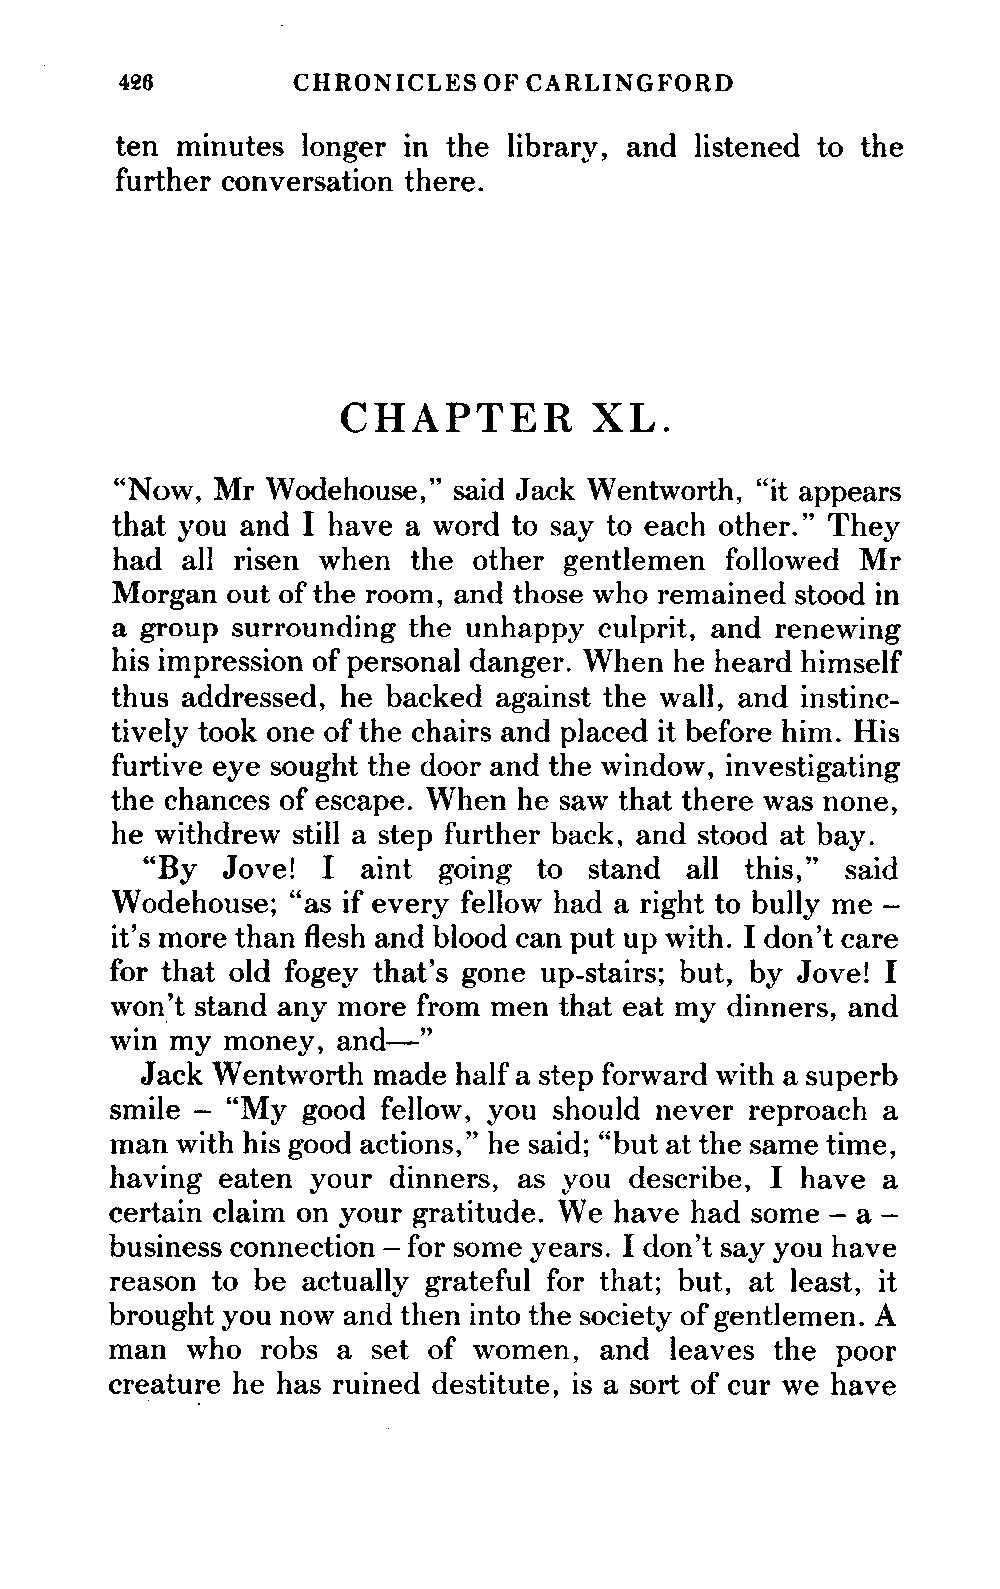 426 CHRONICLES OF CARLINGFORD
ten minutes longer in the library, and listened to the
further conversation there.
CHAPTER XL.
“Now, Mr Wodehouse,” said Jack Wentworth, “it appears
that you and I have a word to say to each other.” They
had all risen when the other gentlemen followed Mr
Morgan out of the room, and those who remained stood in
a group surrounding the unhappy culprit, and renewing
his impression of personal danger. When he heard himself
thus addressed, he backed against the wall, and instinc-
tively took one of the chairs and placed it before him. His
furtive eye sought the door and the window, investigating
the chances of escape. When he saw that there was none,
he withdrew still a step further back, and stood at bay.
“By Jove! I aint going to stand all this,” said
Wodehouse; “as if every fellow had a right to bully me –
it’s more than flesh and blood can put up with. I don’t care
for that old fogey that’s gone up-stairs; but, by Jove! I
won’t stand any more from men that eat my dinners, and
win my money, and—”
Jack Wentworth made half a step forward with a superb
smile – “My good fellow, you should never reproach a
man with his good actions,” he said; “but at the same time,
having eaten your dinners, as you describe, I have a
certain claim on your gratitude. We have had some – a –
business connection – for some years. I don’t say you have
reason to be actually grateful for that; but, at least, it
brought you now and then into the society of gentlemen. A
man who robs a set of women, and leaves the poor
creature he has ruined destitute, is a sort of cur we have